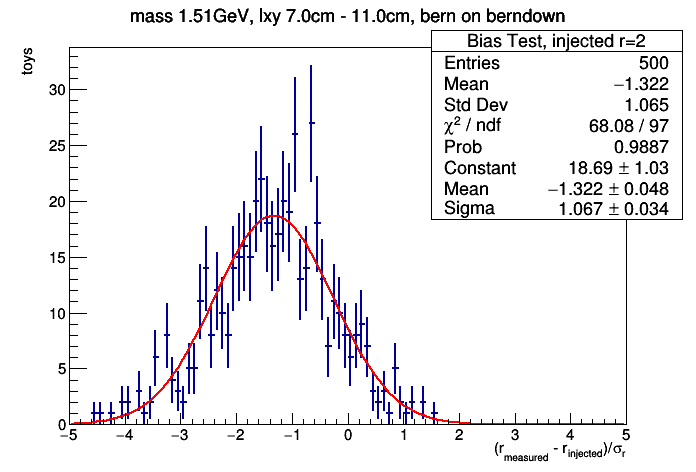 mass 1.51GeV, lxy 7.0cm - 11.0cm, bern on berndown
Bias Test, injected r=2
Entries 500
Mean −1.322
Std Dev 1.065
χ² / ndf 68.08 / 97
Prob 0.9887
Constant 18.69 ± 1.03
Mean −1.322 ± 0.048
Sigma 1.067 ± 0.034
toys
30
25
20
15
10
5
0
−5 −4 −3 −2 −1 0 1 2 3 4 5
(r_measured - r_injected)/σ_r